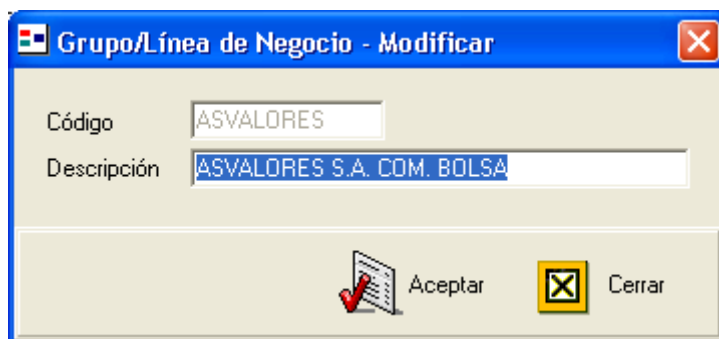 Grupo/Línea de Negocio - Modificar
Código ASVALORES
Descripción ASVALORES S.A. COM. BOLSA
Aceptar Cerrar